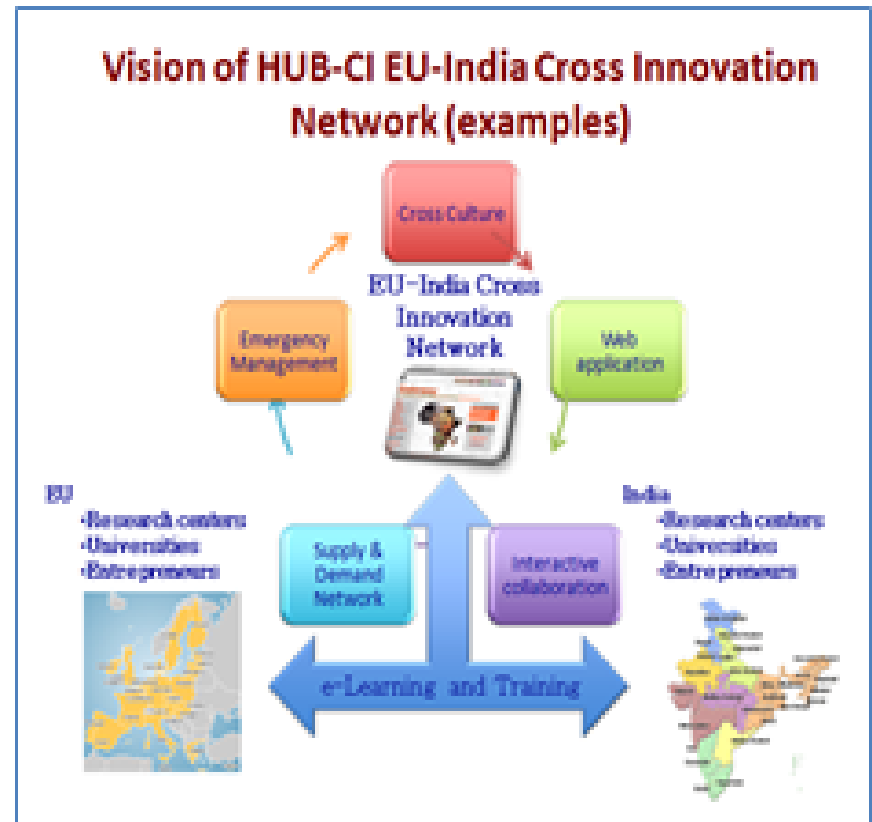 Vision of HUB-CI EU-India Cross Innovation
Network (examples)
Cross Culture
EU-India Cross
Innovation
Network
Emergency
Management
Web
application
EU
·Research centers
·Universities
·Entrepreneurs
India
·Research centers
·Universities
·Entrepreneurs
Supply &
Demand
Network
Interactive
collaboration
e-Learning and Training